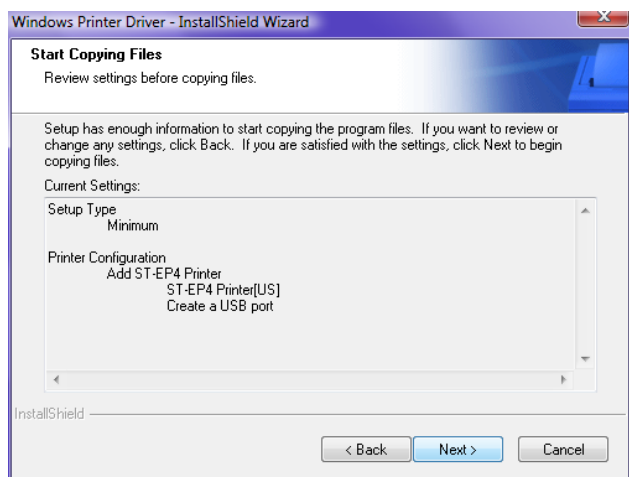 Windows Printer Driver - InstallShield Wizard
Start Copying Files
Review settings before copying files.
Setup has enough information to start copying the program files. If you want to review or
change any settings, click Back. If you are satisfied with the settings, click Next to begin
copying files.
Current Settings:
Setup Type
Minimum
Printer Configuration
Add ST-EP4 Printer
ST-EP4 Printer[US]
Create a USB port
InstallShield
< Back
Next >
Cancel